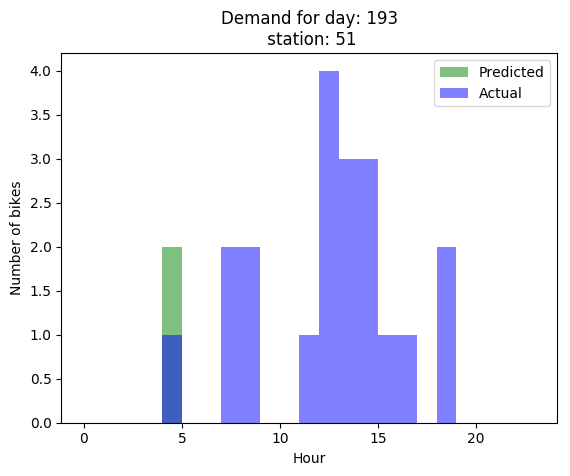 Demand for day: 193
station: 51
Predicted
Actual
4.0
3.5
3.0
2.5
2.0
1.5
1.0
0.5
0.0
Number of bikes
0 5 10 15 20
Hour